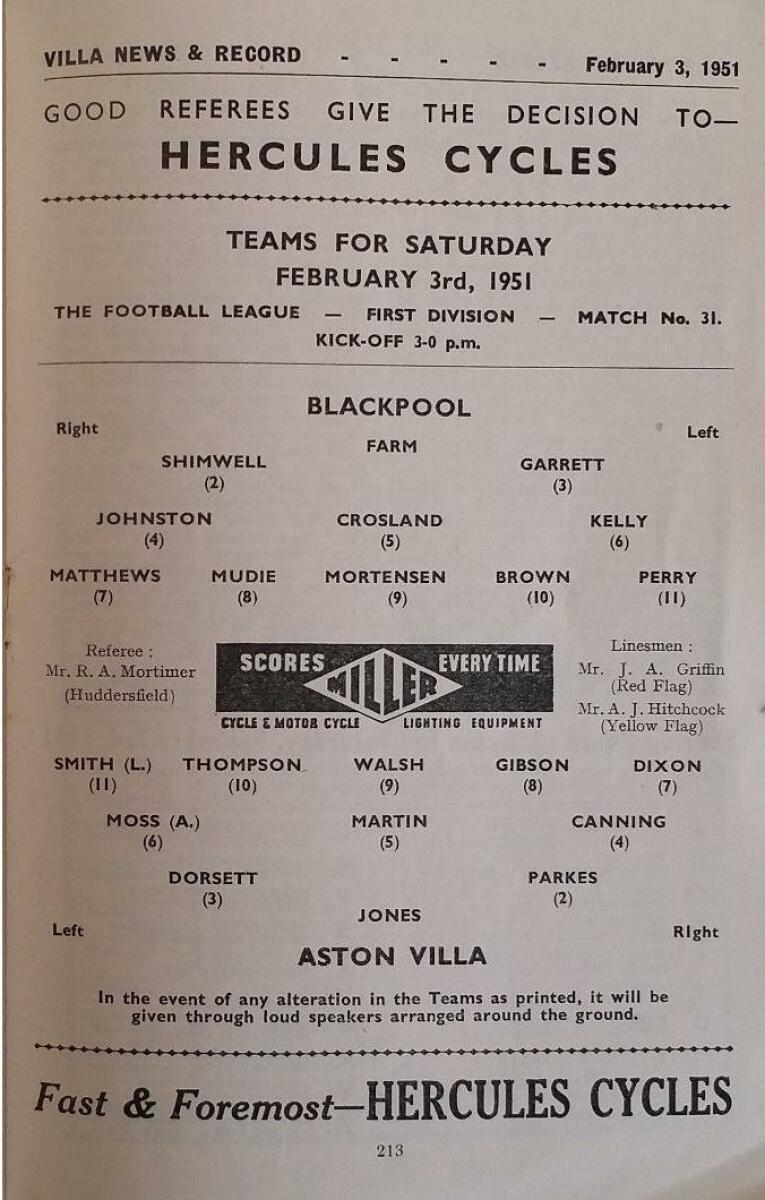 VILLA NEWS & RECORD - - - - - February 3, 1951
GOOD REFEREES GIVE THE DECISION TO—
HERCULES CYCLES
TEAMS FOR SATURDAY
FEBRUARY 3rd, 1951
THE FOOTBALL LEAGUE — FIRST DIVISION — MATCH No. 31.
KICK-OFF 3-0 p.m.
BLACKPOOL
Right Left
FARM
SHIMWELL GARRETT
(2) (3)
JOHNSTON CROSLAND KELLY
(4) (5) (6)
MATTHEWS MUDIE MORTENSEN BROWN PERRY
(7) (8) (9) (10) (11)
Referee :
Mr. R. A. Mortimer
(Huddersfield)
SCORES MILLER EVERY TIME
CYCLE & MOTOR CYCLE LIGHTING EQUIPMENT
Linesmen :
Mr. J. A. Griffin
(Red Flag)
Mr. A. J. Hitchcock
(Yellow Flag)
SMITH (L.) THOMPSON WALSH GIBSON DIXON
(11) (10) (9) (8) (7)
MOSS (A.) MARTIN CANNING
(6) (5) (4)
DORSETT PARKES
(3) (2)
JONES
Left RIght
ASTON VILLA
In the event of any alteration in the Teams as printed, it will be
given through loud speakers arranged around the ground.
Fast & Foremost—HERCULES CYCLES
213